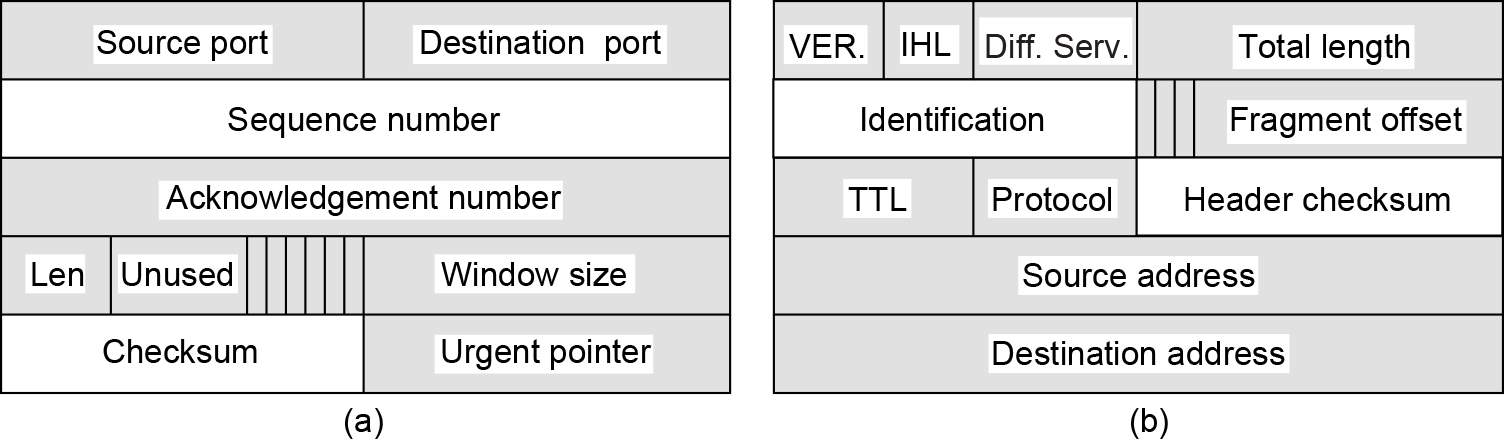 Source port Destination port
Sequence number
Acknowledgement number
Len Unused Window size
Checksum Urgent pointer
(a)
VER. IHL Diff. Serv. Total length
Identification Fragment offset
TTL Protocol Header checksum
Source address
Destination address
(b)